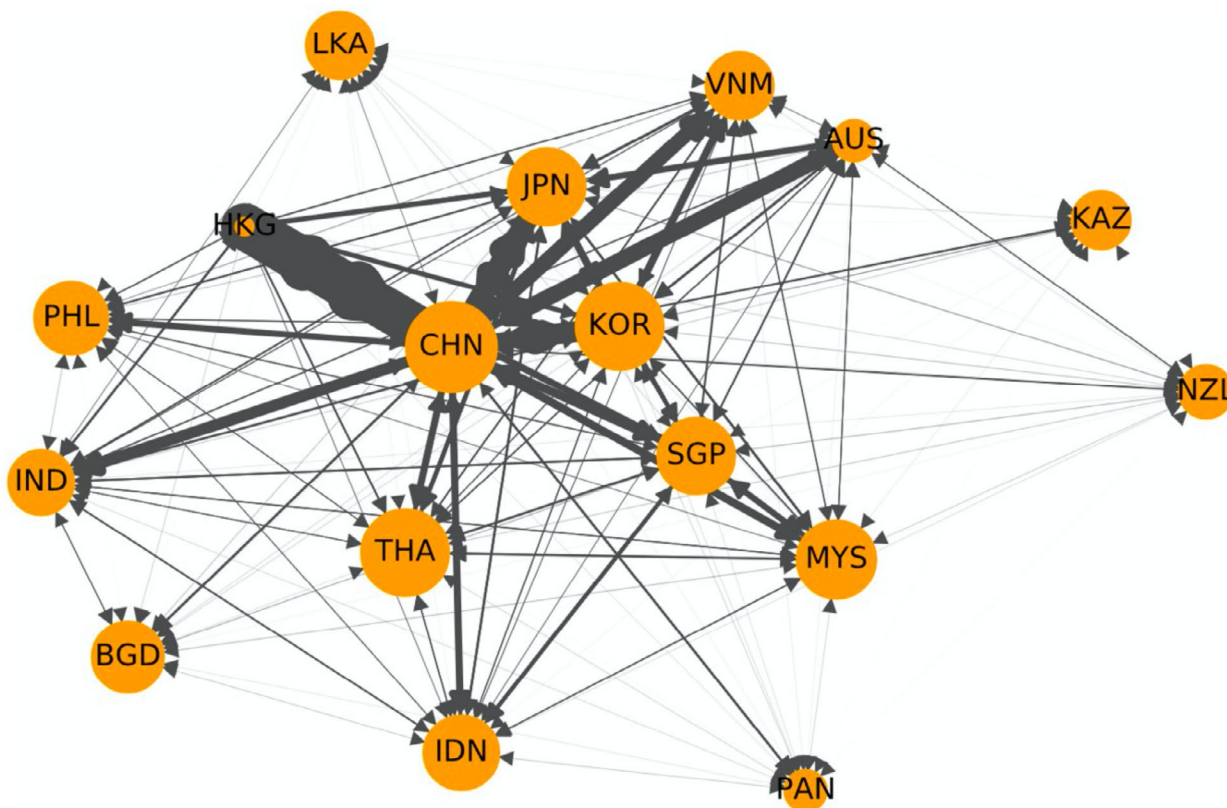 LKA
VNM
AUS
JPN
KAZ
HKG
PHL
KOR
CHN
NZL
SGP
IND
THA
MYS
BGD
IDN
PAN